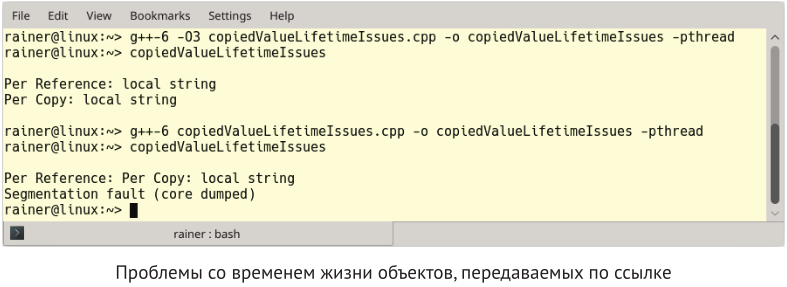 File Edit View Bookmarks Settings Help
rainer@linux:~> g++-6 -O3 copiedValueLifetimeIssues.cpp -o copiedValueLifetimeIssues -pthread
rainer@linux:~> copiedValueLifetimeIssues
Per Reference: local string
Per Copy: local string
rainer@linux:~> g++-6 copiedValueLifetimeIssues.cpp -o copiedValueLifetimeIssues -pthread
rainer@linux:~> copiedValueLifetimeIssues
Per Reference: Per Copy: local string
Segmentation fault (core dumped)
rainer@linux:~>
rainer : bash
Проблемы со временем жизни объектов, передаваемых по ссылке